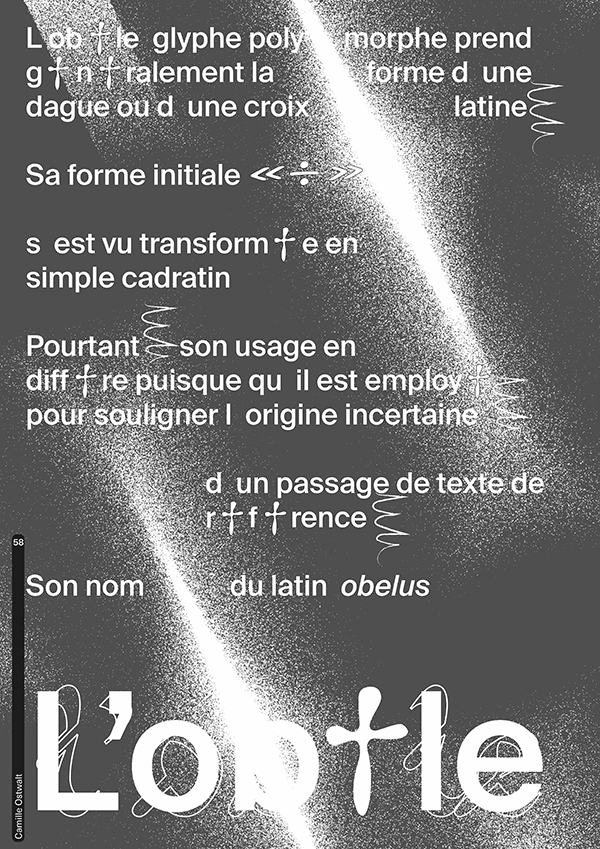 L ob†le glyphe poly morphe prend
g†n†ralement la forme d une
dague ou d une croix latine
Sa forme initiale «÷»
s est vu transform†e en
simple cadratin
Pourtant son usage en
diff†re puisque qu il est employ†
pour souligner l origine incertaine
d un passage de texte de
r†f†rence
Son nom du latin obelus
58
L’ob†le
Camille Ostwalt